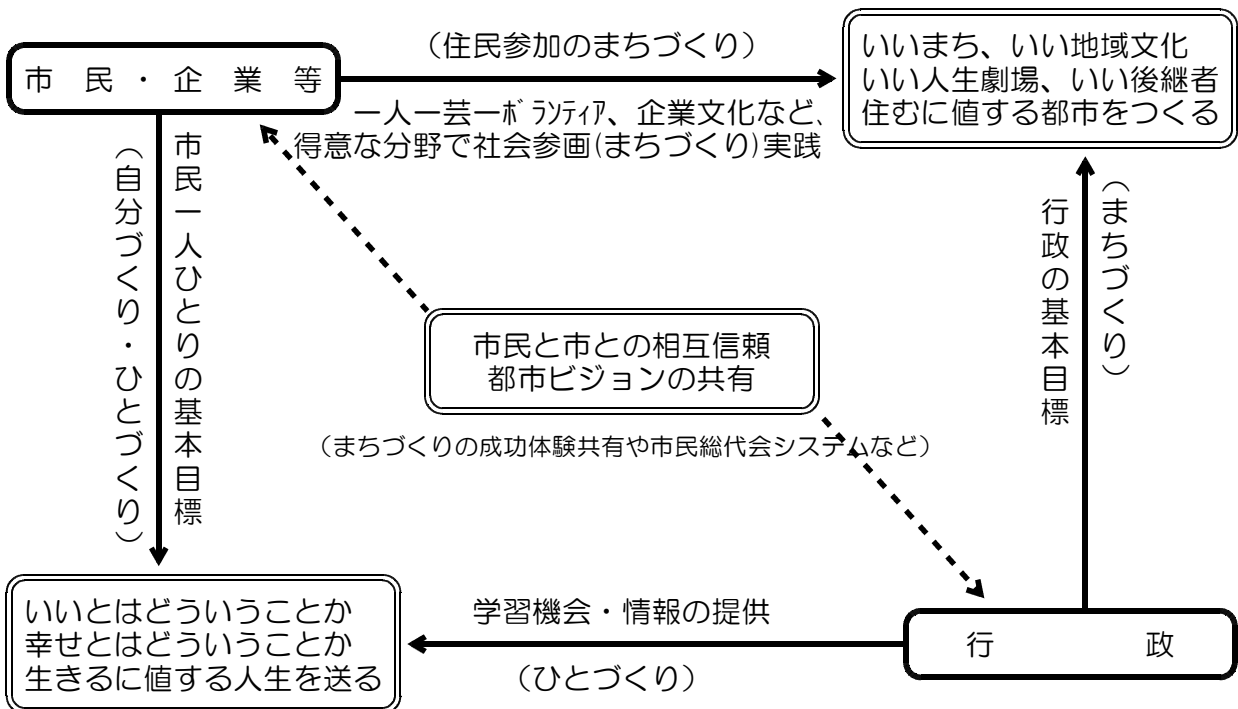 (住民参加のまちづくり)
市民・企業等
一人一芸一ボランティア、企業文化など、
得意な分野で社会参画(まちづくり)実践
いいまち、いい地域文化
いい人生劇場、いい後継者
住むに値する都市をつくる
市民一人ひとりの基本目標
(自分づくり・ひとづくり)
(まちづくり)
行政の基本目標
市民と市との相互信頼
都市ビジョンの共有
(まちづくりの成功体験共有や市民総代会システムなど)
いいとはどういうことか
幸せとはどういうことか
生きるに値する人生を送る
学習機会・情報の提供
(ひとづくり)
行政